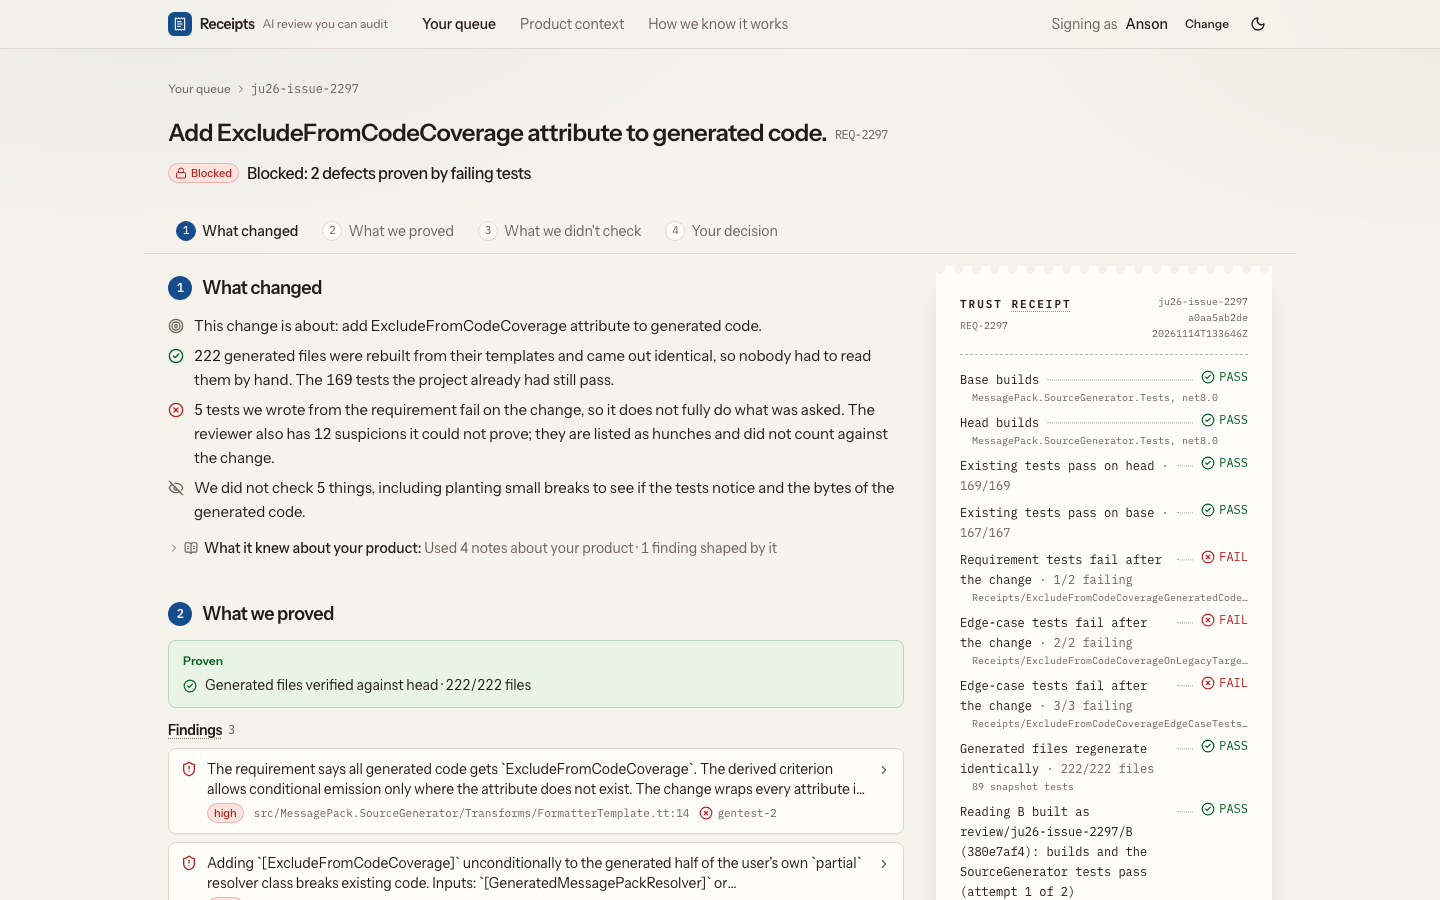 Receipts AI review you can audit Your queue Product context How we know it works Signing as Anson Change
Your queue > ju26-issue-2297
Add ExcludeFromCodeCoverage attribute to generated code. REQ-2297
Blocked Blocked: 2 defects proven by failing tests
1 What changed 2 What we proved 3 What we didn't check 4 Your decision
1 What changed
This change is about: add ExcludeFromCodeCoverage attribute to generated code.
222 generated files were rebuilt from their templates and came out identical, so nobody had to read
them by hand. The 169 tests the project already had still pass.
5 tests we wrote from the requirement fail on the change, so it does not fully do what was asked. The
reviewer also has 12 suspicions it could not prove; they are listed as hunches and did not count against
the change.
We did not check 5 things, including planting small breaks to see if the tests notice and the bytes of the
generated code.
What it knew about your product: Used 4 notes about your product · 1 finding shaped by it
2 What we proved
Proven
Generated files verified against head · 222/222 files
Findings 3
The requirement says all generated code gets `ExcludeFromCodeCoverage`. The derived criterion
allows conditional emission only where the attribute does not exist. The change wraps every attribute i…
high src/MessagePack.SourceGenerator/Transforms/FormatterTemplate.tt:14 gentest-2
Adding `[ExcludeFromCodeCoverage]` unconditionally to the generated half of the user's own `partial`
resolver class breaks existing code. Inputs: `[GeneratedMessagePackResolver]` or…
TRUST RECEIPT
REQ-2297
ju26-issue-2297
a0aa5ab2de
20261114T133646Z
Base builds PASS
MessagePack.SourceGenerator.Tests, net8.0
Head builds PASS
MessagePack.SourceGenerator.Tests, net8.0
Existing tests pass on head · PASS
169/169
Existing tests pass on base · PASS
167/167
Requirement tests fail after FAIL
the change · 1/2 failing
Receipts/ExcludeFromCodeCoverageGeneratedCode…
Edge-case tests fail after FAIL
the change · 2/2 failing
Receipts/ExcludeFromCodeCoverageOnLegacyTarge…
Edge-case tests fail after FAIL
the change · 3/3 failing
Receipts/ExcludeFromCodeCoverageEdgeCaseTests…
Generated files regenerate PASS
identically · 222/222 files
89 snapshot tests
Reading B built as PASS
review/ju26-issue-2297/B
(380e7af4): builds and the
SourceGenerator tests pass
(attempt 1 of 2)